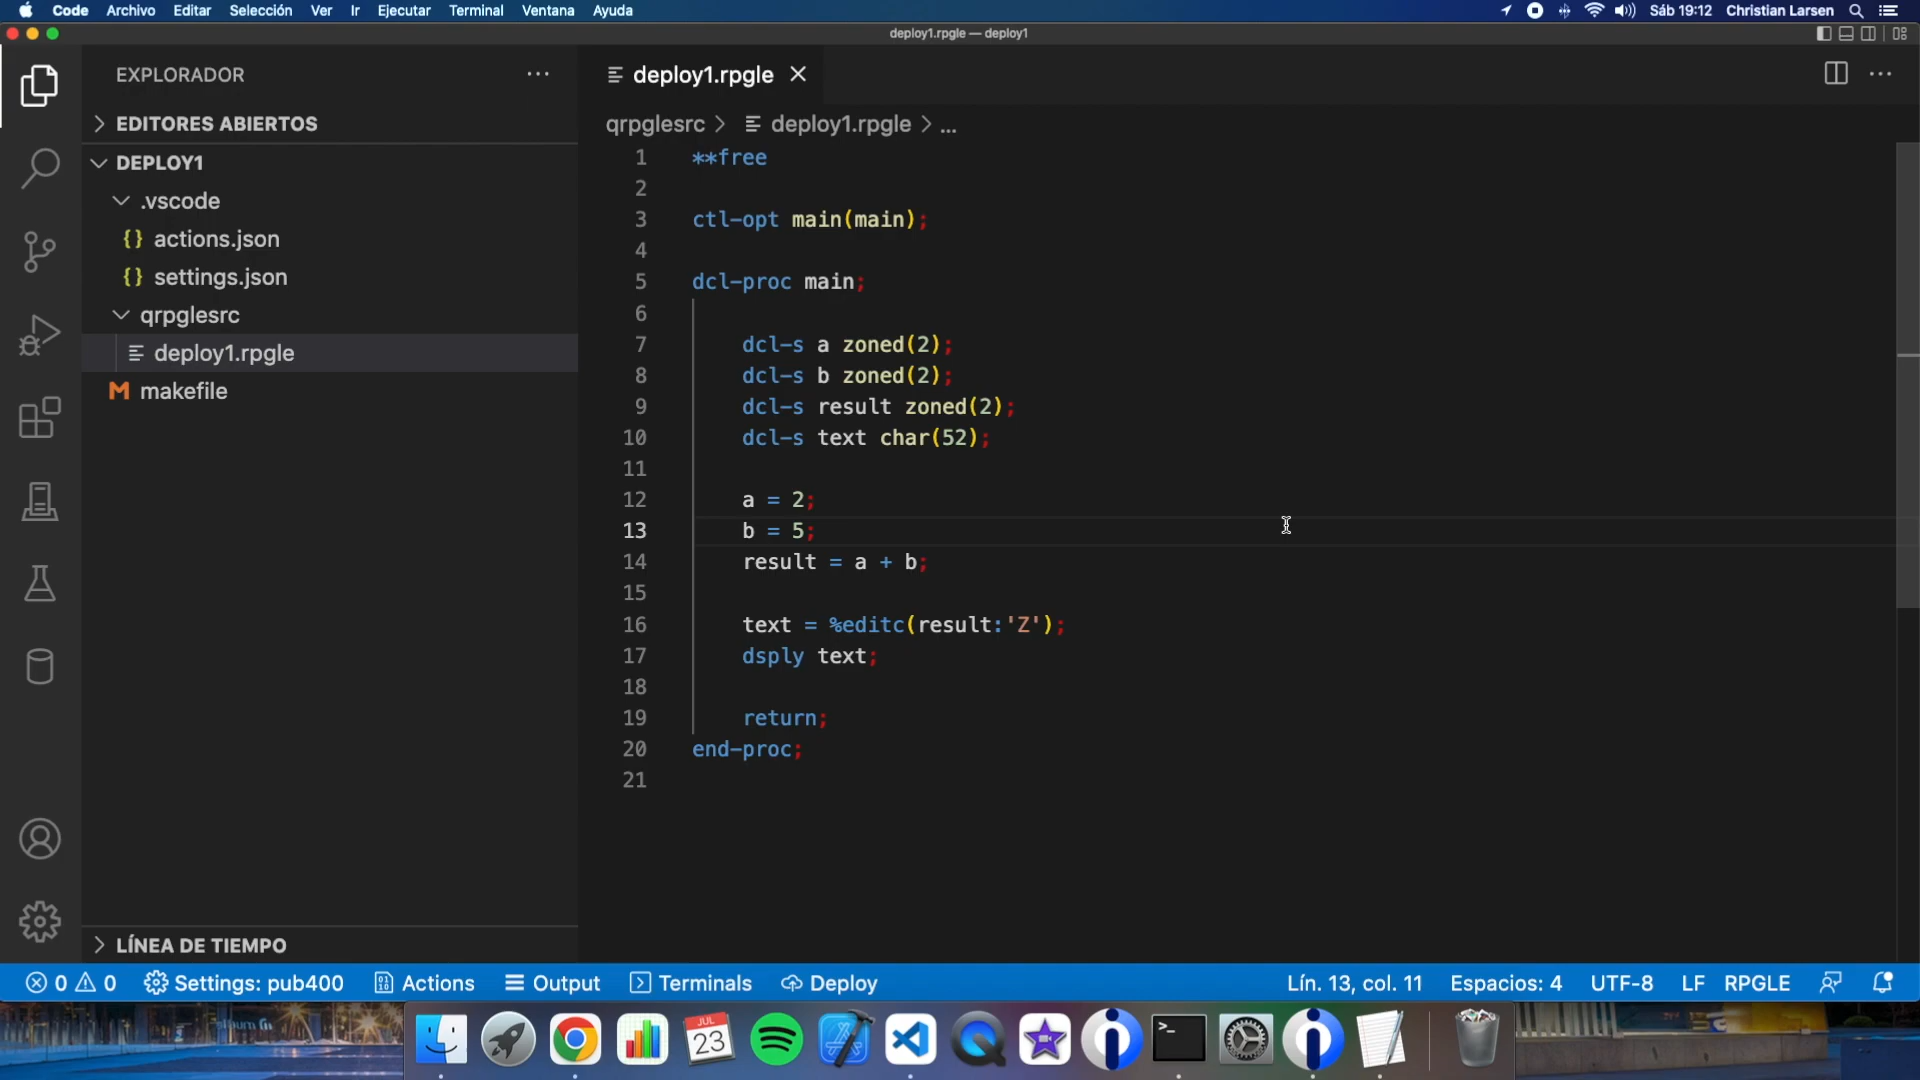 Code Archivo Editar Selección Ver Ir Ejecutar Terminal Ventana Ayuda Sáb 19:12 Christian Larsen
deploy1.rpgle — deploy1
EXPLORADOR
EDITORES ABIERTOS
DEPLOY1
.vscode
{} actions.json
{} settings.json
qrpglesrc
deploy1.rpgle
M makefile
LÍNEA DE TIEMPO
deploy1.rpgle
qrpglesrc > deploy1.rpgle > ...
1 **free
2
3 ctl-opt main(main);
4
5 dcl-proc main;
6
7 dcl-s a zoned(2);
8 dcl-s b zoned(2);
9 dcl-s result zoned(2);
10 dcl-s text char(52);
11
12 a = 2;
13 b = 5;
14 result = a + b;
15
16 text = %editc(result:'Z');
17 dsply text;
18
19 return;
20 end-proc;
21
0 0 Settings: pub400 Actions Output Terminals Deploy Lín. 13, col. 11 Espacios: 4 UTF-8 LF RPGLE
JUL
23